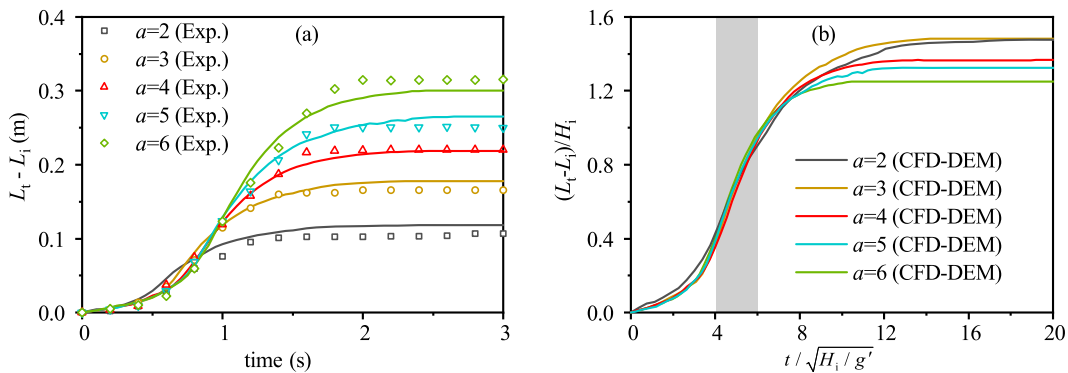 (a)
a=2 (Exp.)
a=3 (Exp.)
a=4 (Exp.)
a=5 (Exp.)
a=6 (Exp.)
0.4
0.3
0.2
0.1
0.0
0
1
2
3
Lt - Li (m)
time (s)
(b)
a=2 (CFD-DEM)
a=3 (CFD-DEM)
a=4 (CFD-DEM)
a=5 (CFD-DEM)
a=6 (CFD-DEM)
1.6
1.2
0.8
0.4
0.0
0
4
8
12
16
20
(Lt-Li)/Hi
t / √Hi / g′